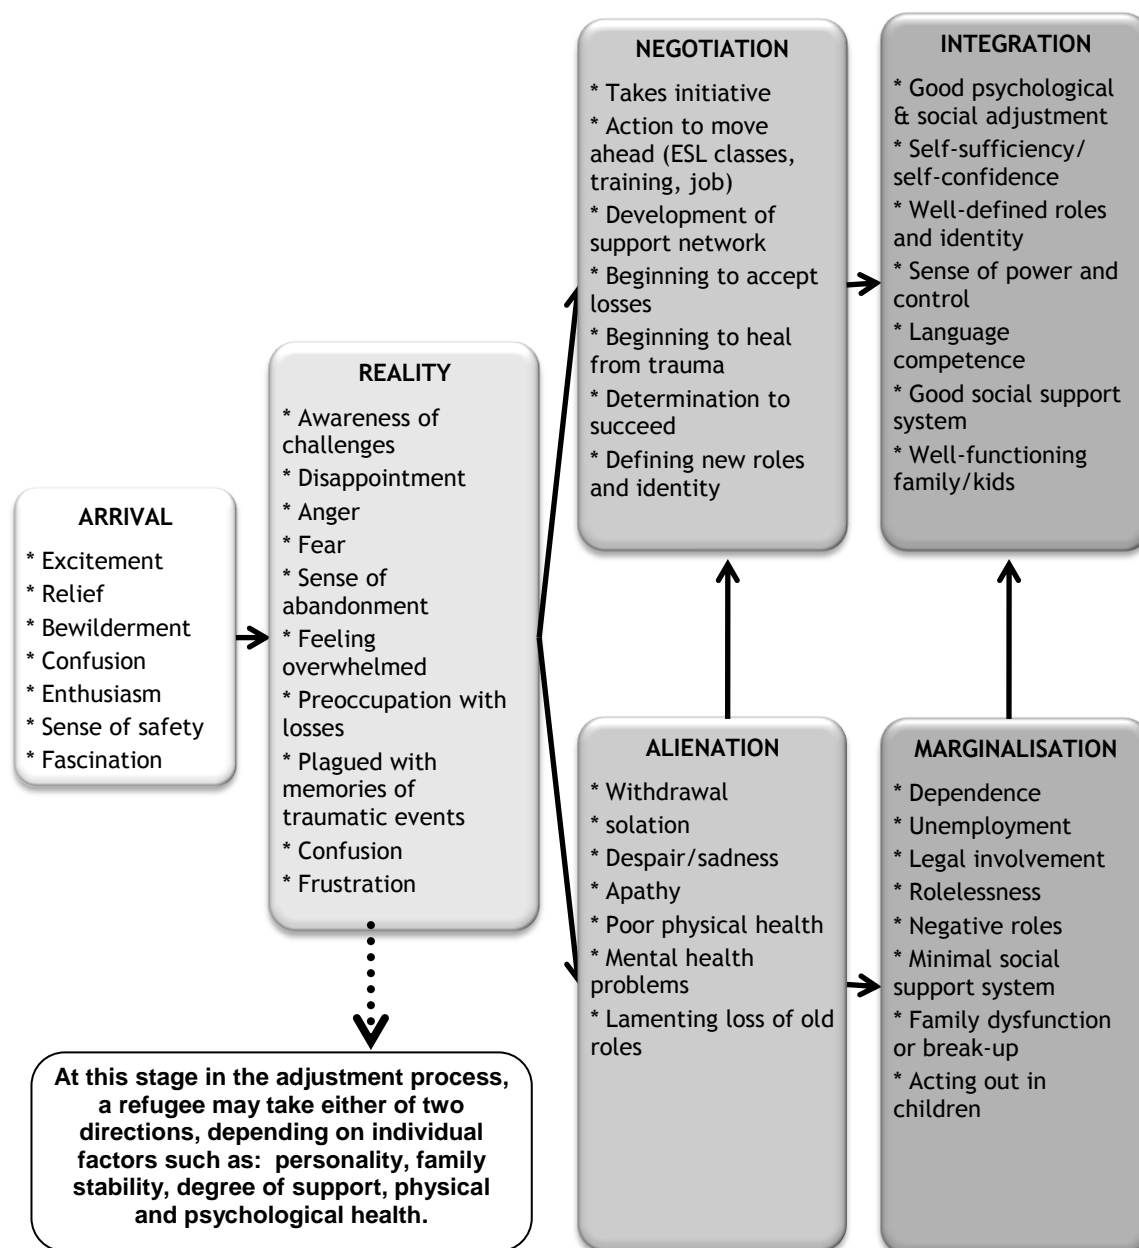 ARRIVAL
* Excitement
* Relief
* Bewilderment
* Confusion
* Enthusiasm
* Sense of safety
* Fascination
REALITY
* Awareness of
challenges
* Disappointment
* Anger
* Fear
* Sense of
abandonment
* Feeling
overwhelmed
* Preoccupation with
losses
* Plagued with
memories of
traumatic events
* Confusion
* Frustration
At this stage in the adjustment process,
a refugee may take either of two
directions, depending on individual
factors such as: personality, family
stability, degree of support, physical
and psychological health.
NEGOTIATION
* Takes initiative
* Action to move
ahead (ESL classes,
training, job)
* Development of
support network
* Beginning to accept
losses
* Beginning to heal
from trauma
* Determination to
succeed
* Defining new roles
and identity
INTEGRATION
* Good psychological
& social adjustment
* Self-sufficiency/
self-confidence
* Well-defined roles
and identity
* Sense of power and
control
* Language
competence
* Good social support
system
* Well-functioning
family/kids
ALIENATION
* Withdrawal
* solation
* Despair/sadness
* Apathy
* Poor physical health
* Mental health
problems
* Lamenting loss of old
roles
MARGINALISATION
* Dependence
* Unemployment
* Legal involvement
* Rolelessness
* Negative roles
* Minimal social
support system
* Family dysfunction
or break-up
* Acting out in
children